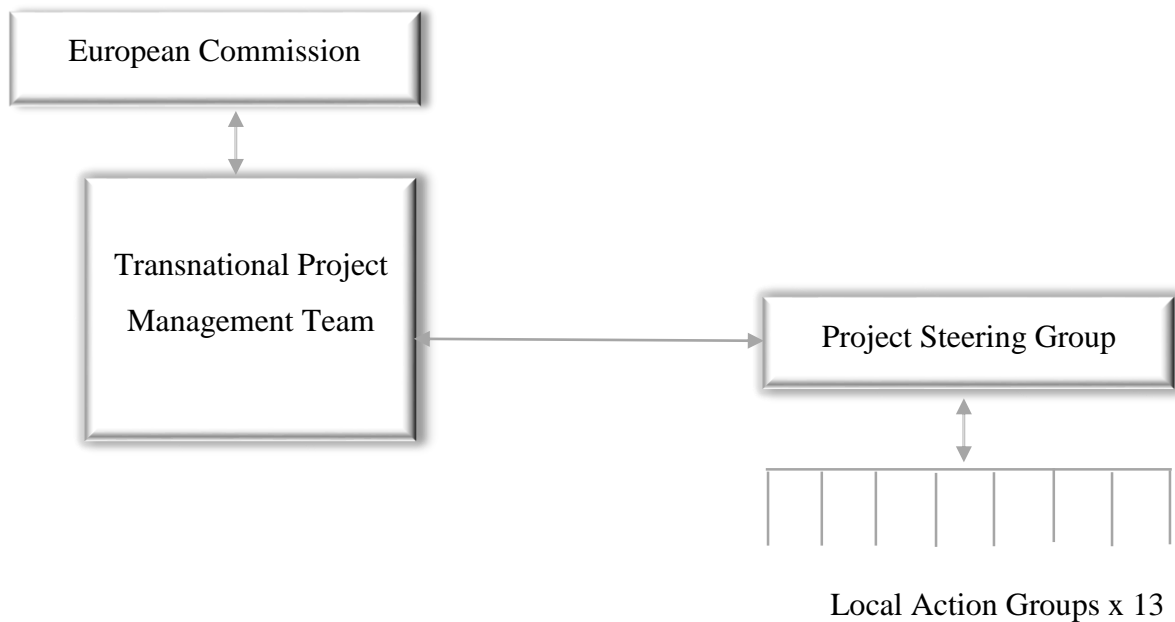 European Commission
Transnational Project
Management Team
Project Steering Group
Local Action Groups x 13